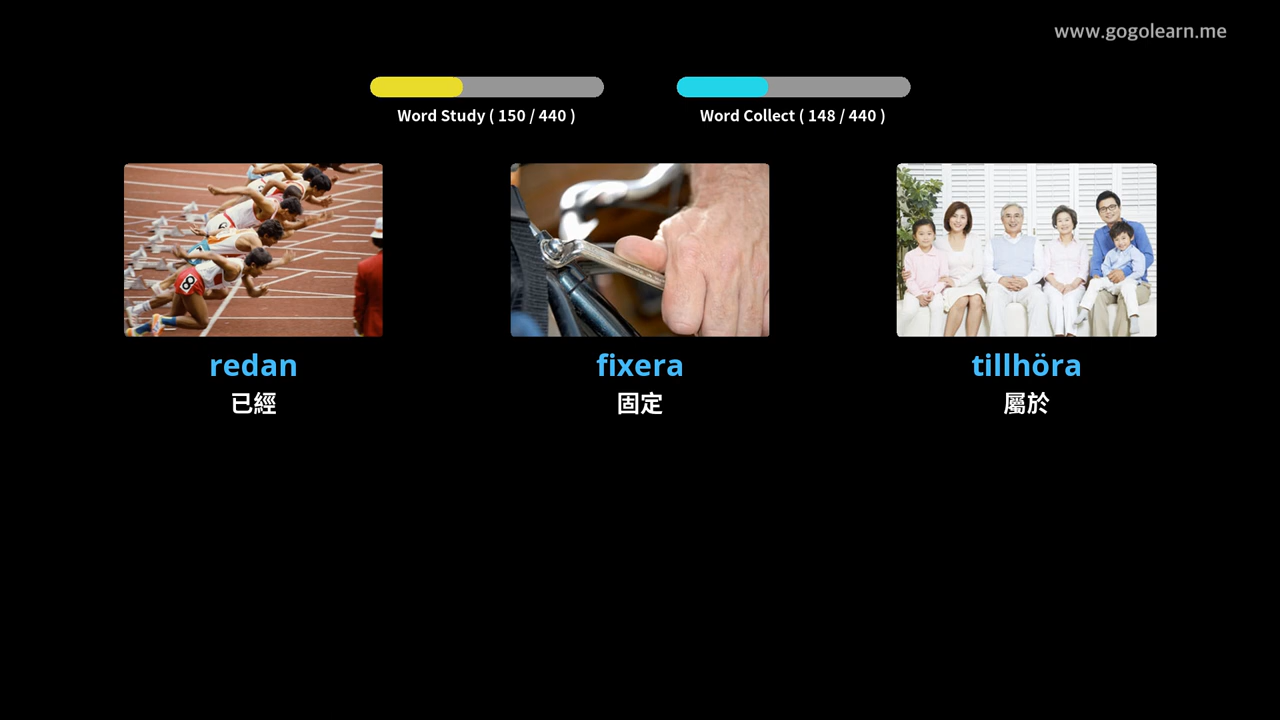 www.gogolearn.me
Word Study ( 150 / 440 )
Word Collect ( 148 / 440 )
8
redan
fixera
tillhöra
已經
固定
屬於